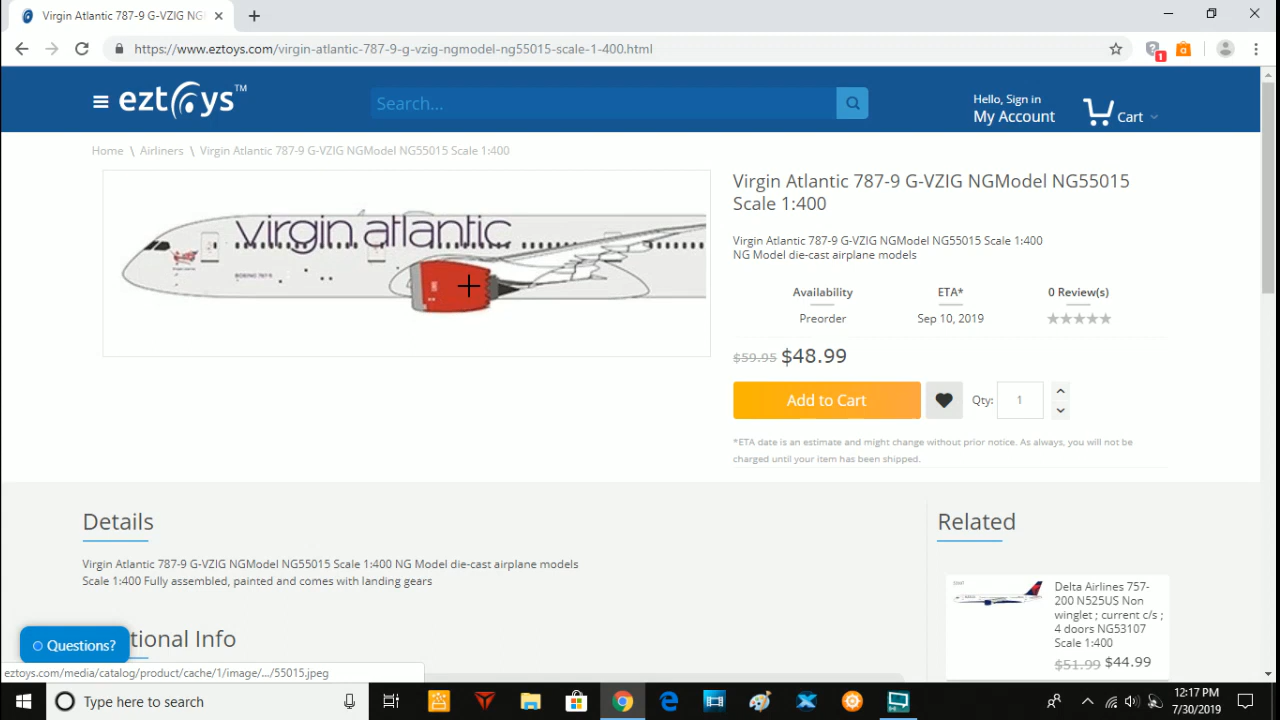 Virgin Atlantic 787-9 G-VZIG NG
https://www.eztoys.com/virgin-atlantic-787-9-g-vzig-ngmodel-ng55015-scale-1-400.html
1
eztoys™
Search...
Hello, Sign in
My Account
Cart
Home \ Airliners \ Virgin Atlantic 787-9 G-VZIG NGModel NG55015 Scale 1:400
virgin atlantic
Virgin Atlantic 787-9 G-VZIG NGModel NG55015
Scale 1:400
Virgin Atlantic 787-9 G-VZIG NGModel NG55015 Scale 1:400
NG Model die-cast airplane models
Availability ETA* 0 Review(s)
Preorder Sep 10, 2019
$59.95 $48.99
Add to Cart
Qty: 1
*ETA date is an estimate and might change without prior notice. As always, you will not be
charged until your item has been shipped.
Details
Virgin Atlantic 787-9 G-VZIG NGModel NG55015 Scale 1:400 NG Model die-cast airplane models
Scale 1:400 Fully assembled, painted and comes with landing gears
tional Info
Related
Delta Airlines 757-
200 N525US Non
winglet ; current c/s ;
4 doors NG53107
Scale 1:400
$51.99 $44.99
Questions?
eztoys.com/media/catalog/product/cache/1/image/.../55015.jpeg
Type here to search
12:17 PM
7/30/2019